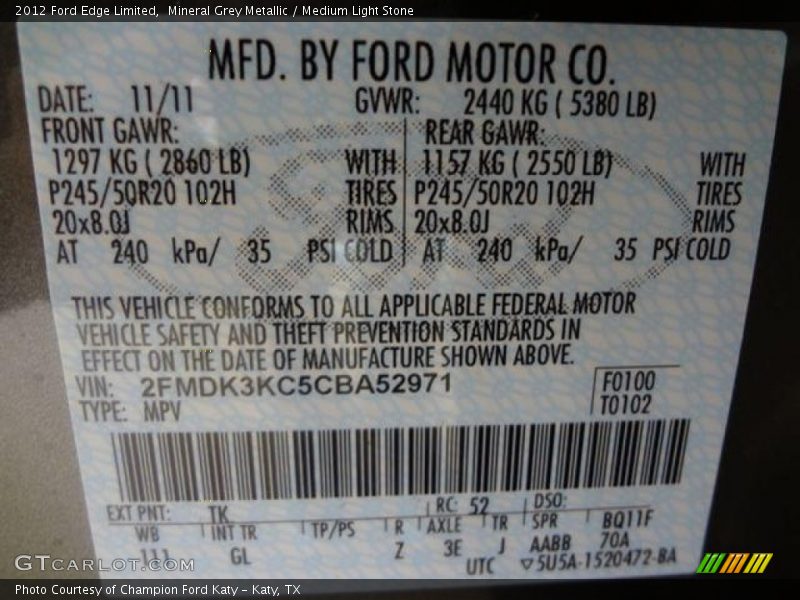 2012 Ford Edge Limited,  Mineral Grey Metallic / Medium Light Stone
MFD. BY FORD MOTOR CO.
DATE: 11/11 GVWR: 2440 KG ( 5380 LB)
FRONT GAWR: REAR GAWR:
1297 KG ( 2860 LB) WITH 1157 KG ( 2550 LB) WITH
P245/50R20 102H TIRES P245/50R20 102H TIRES
20x8.0J RIMS 20x8.0J RIMS
AT 240 kPa/ 35 PSI COLD AT 240 kPa/ 35 PSI COLD
THIS VEHICLE CONFORMS TO ALL APPLICABLE FEDERAL MOTOR
VEHICLE SAFETY AND THEFT PREVENTION STANDARDS IN
EFFECT ON THE DATE OF MANUFACTURE SHOWN ABOVE.
VIN: 2FMDK3KC5CBA52971 F0100
TYPE: MPV T0102
EXT PNT: TK RC: 52 DSO:
WB INT TR TP/PS R AXLE TR SPR BQ11F
111 GL Z 3E J AABB 70A
UTC ▽5U5A-1520472-BA
GTCARLOT.COM
Photo Courtesy of Champion Ford Katy – Katy, TX